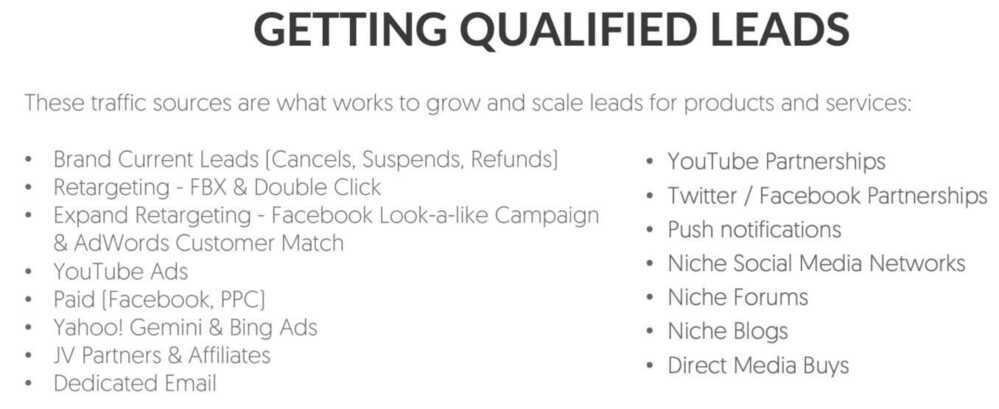 GETTING QUALIFIED LEADS
These traffic sources are what works to grow and scale leads for products and services:
• Brand Current Leads (Cancels, Suspends, Refunds)
• Retargeting - FBX & Double Click
• Expand Retargeting - Facebook Look-a-like Campaign
& AdWords Customer Match
• YouTube Ads
• Paid (Facebook, PPC)
• Yahoo! Gemini & Bing Ads
• JV Partners & Affiliates
• Dedicated Email
• YouTube Partnerships
• Twitter / Facebook Partnerships
• Push notifications
• Niche Social Media Networks
• Niche Forums
• Niche Blogs
• Direct Media Buys